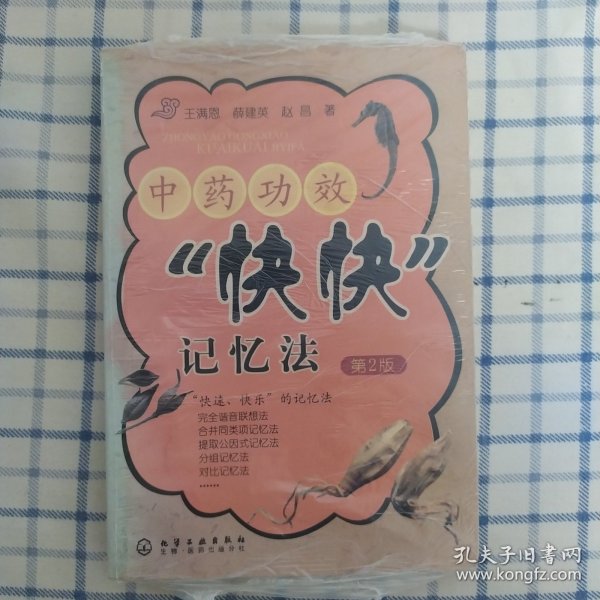 王满恩 薛建英 赵昌 著
ZHONGYAO GONGXIAO
KUAIKUAI JIYIFA
中药功效
“快快”
记忆法
第2版
“快速、快乐”的记忆法
完全谐音联想法
合并同类项记忆法
提取公因式记忆法
分组记忆法
对比记忆法
……
化学工业出版社
生物·医药出版分社
孔夫子旧书网
www.kongfz.com